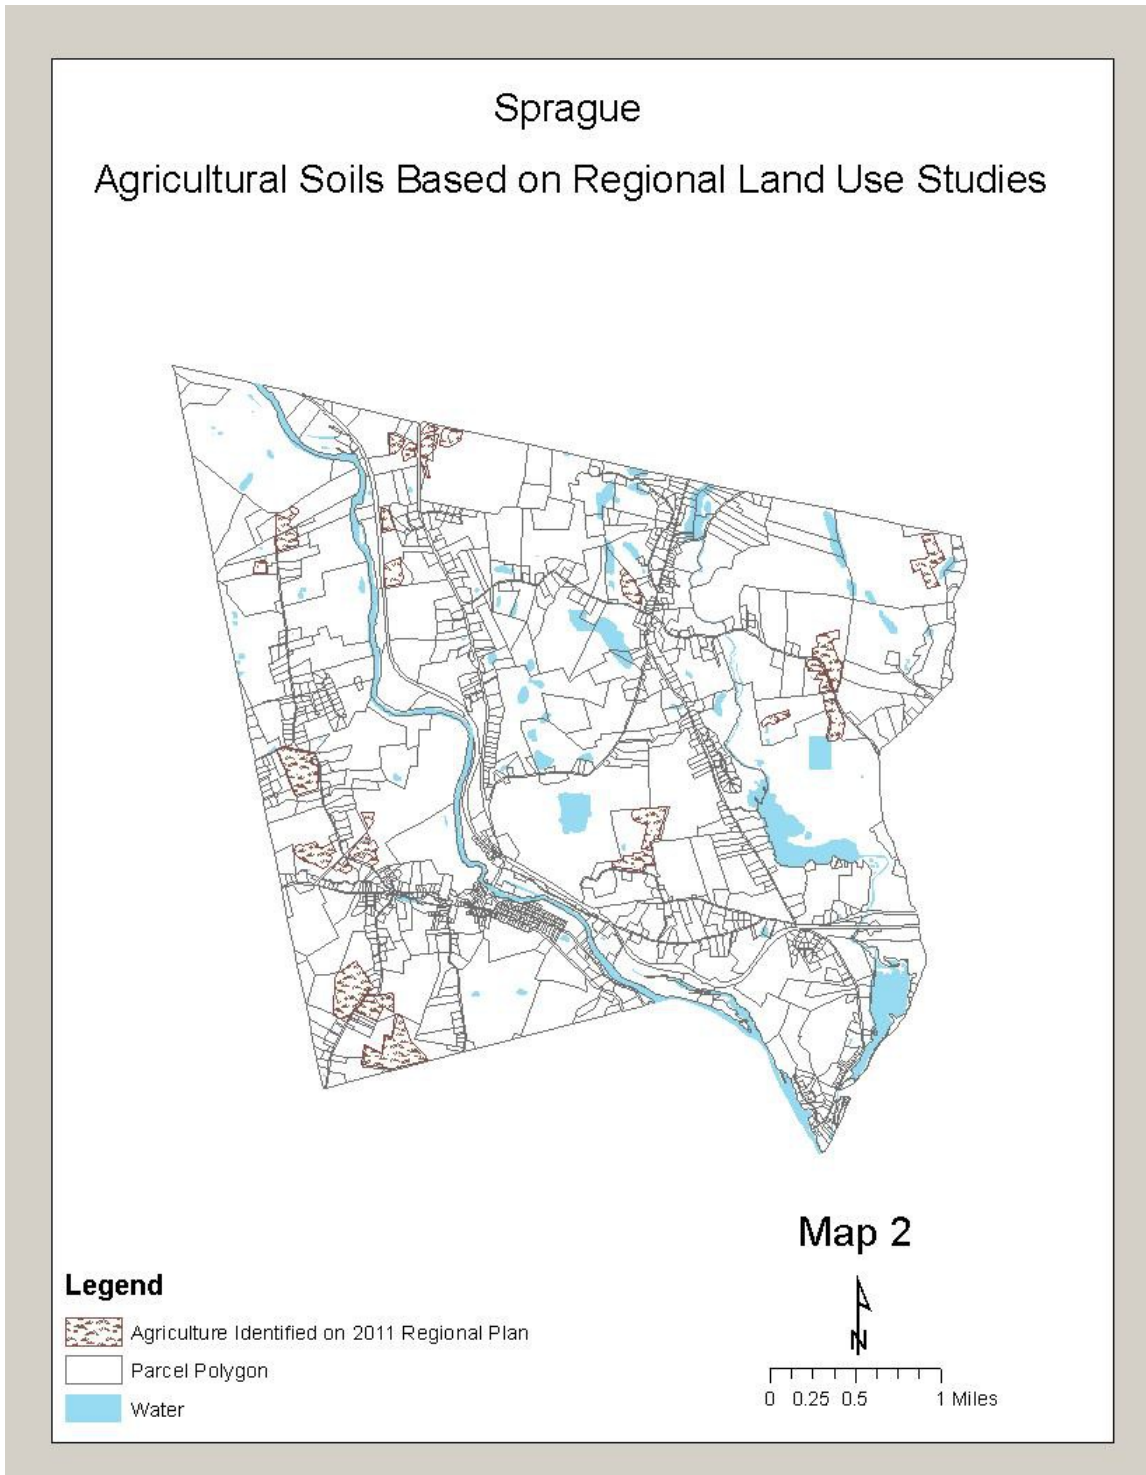 Sprague
Agricultural Soils Based on Regional Land Use Studies
Map 2
Legend
Agriculture Identified on 2011 Regional Plan
Parcel Polygon
Water
N
0 0.25 0.5 1 Miles